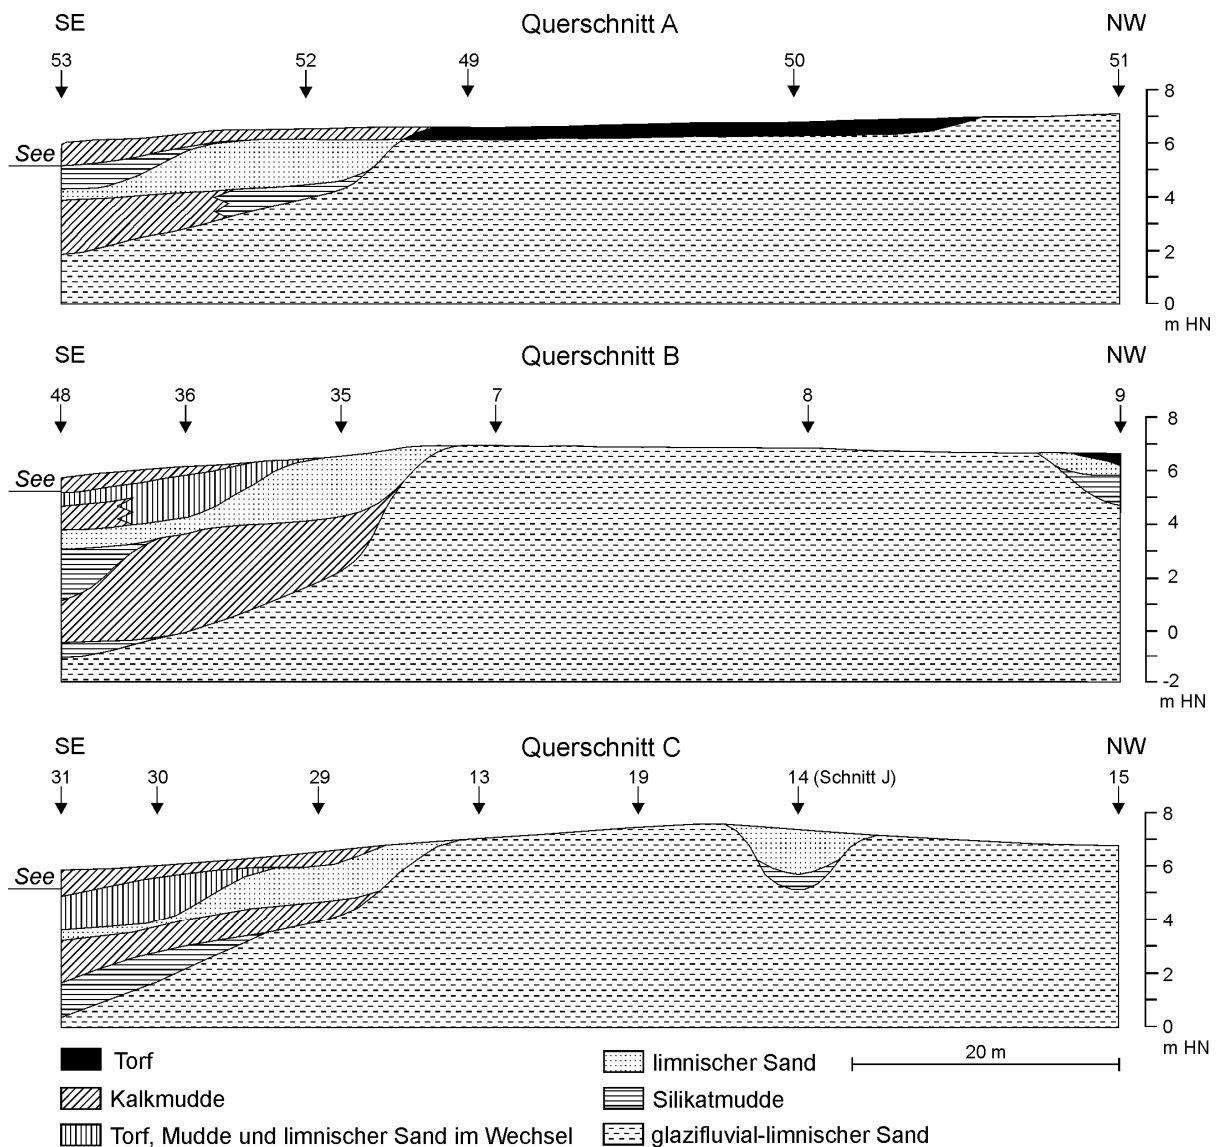 SE Querschnitt A NW
53 52 49 50 51
8
See 6
4
2
0
m HN
SE Querschnitt B NW
48 36 35 7 8 9
8
See 6
4
2
0
-2
m HN
SE Querschnitt C NW
31 30 29 13 19 14 (Schnitt J) 15
8
See 6
4
2
0
m HN
Torf
Kalkmudde
Torf, Mudde und limnischer Sand im Wechsel
limnischer Sand
Silikatmudde
glazifluvial-limnischer Sand
20 m